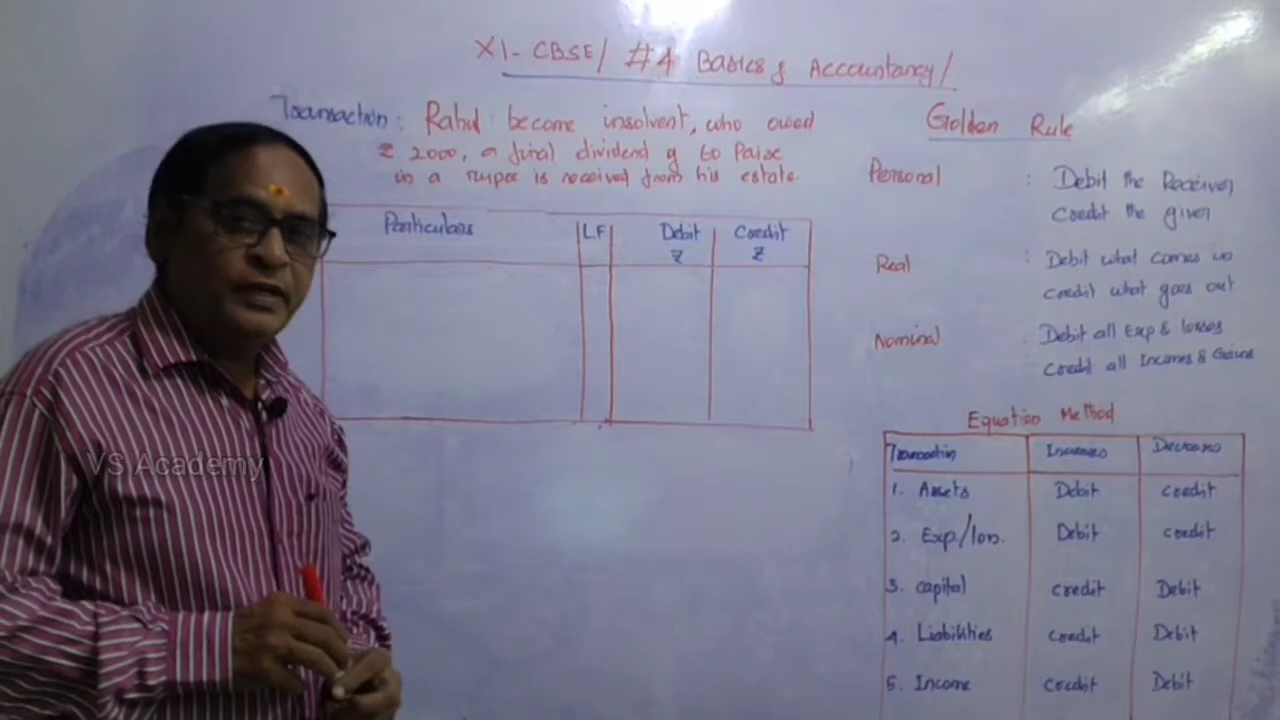 XI- CBSE/ #4 Basics of Accountancy/
Transaction: Rahul become insolvent, who owed
₹ 2000, a final dividend of 60 Paise
in a rupee is received from his estate
Particulars LF Debit ₹ Credit ₹
Golden Rule
Personal : Debit the Receiver
Credit the giver
Real : Debit what comes in
Credit what goes out
Nominal : Debit all Exp & losses
Credit all Incomes & Gains
Equation Method
Transaction Increases Decreases
1. Assets Debit Credit
2. Exp/loss. Debit Credit
3. Capital Credit Debit
4. Liabilities Credit Debit
5. Income Credit Debit
VS Academy